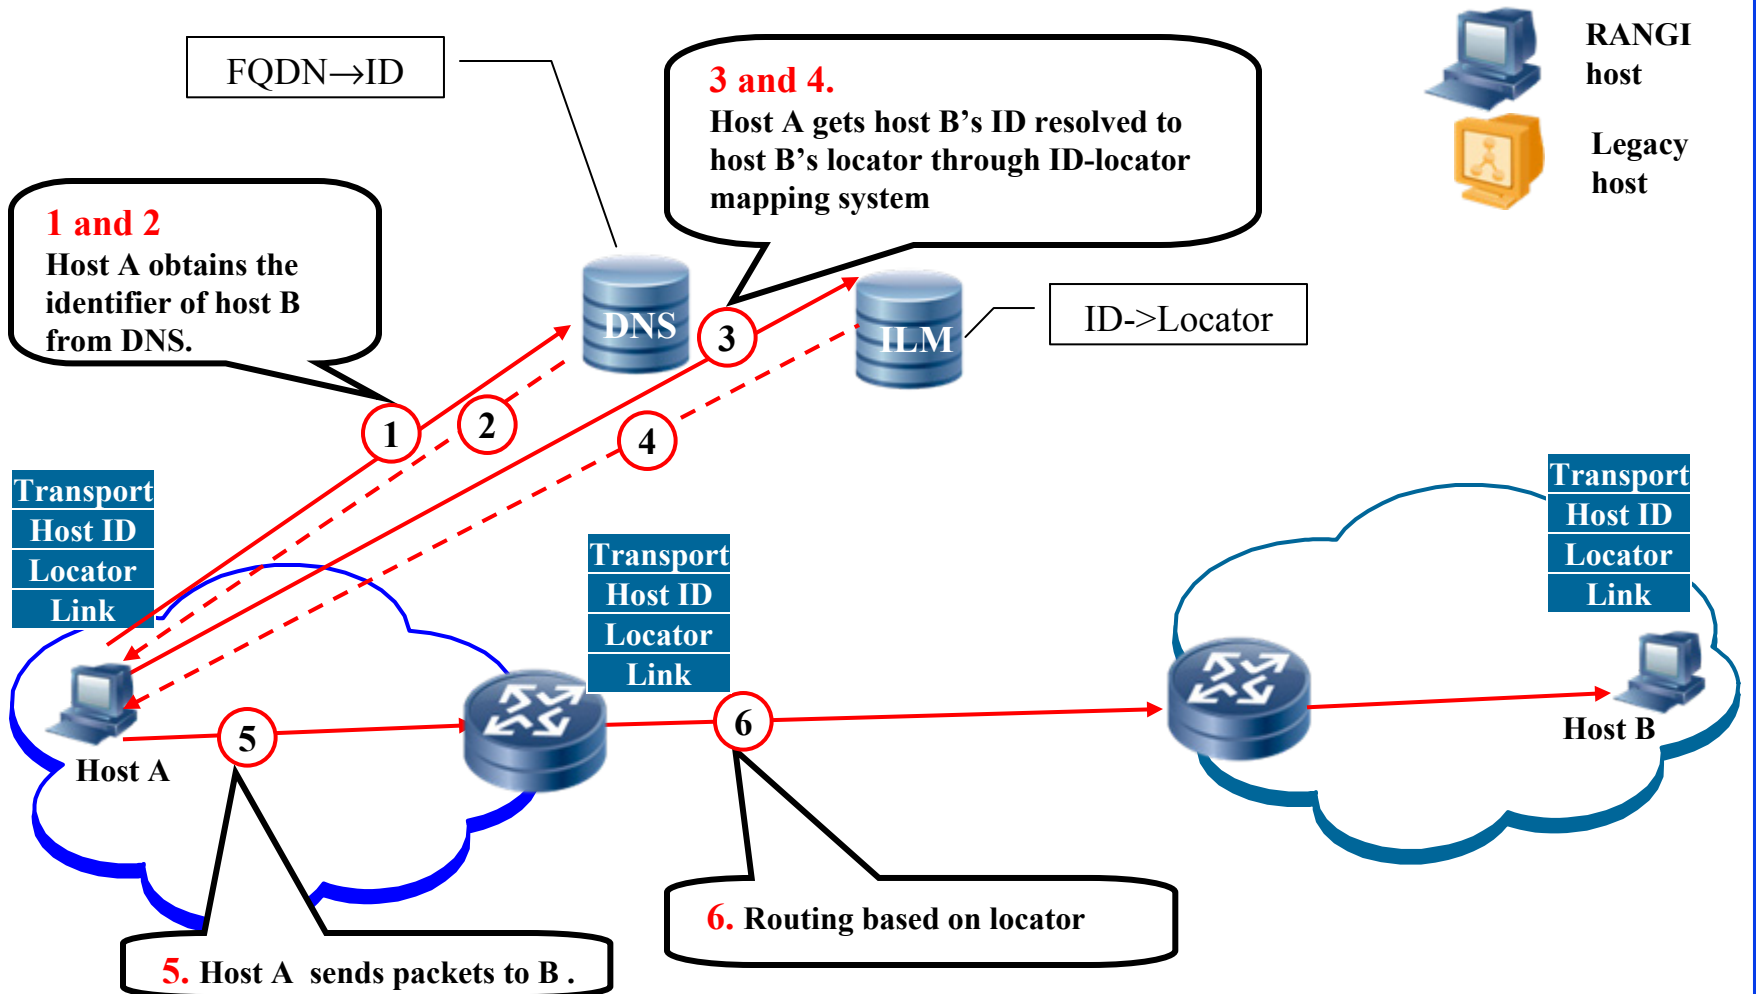 FQDN→ID
3 and 4.
Host A gets host B’s ID resolved to
host B’s locator through ID-locator
mapping system
RANGI
host
Legacy
host
1 and 2
Host A obtains the
identifier of host B
from DNS.
DNS
3
ILM
ID->Locator
1
2
4
Transport
Host ID
Locator
Link
Transport
Host ID
Locator
Link
Transport
Host ID
Locator
Link
Host A
5
6
Host B
6. Routing based on locator
5. Host A sends packets to B .